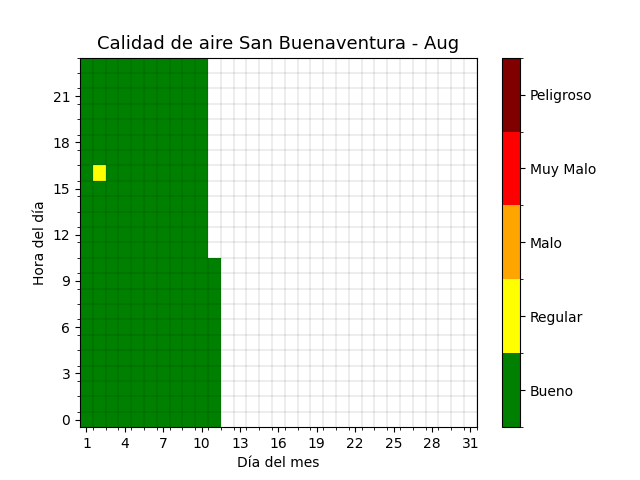 Calidad de aire San Buenaventura - Aug
Hora del día
21
18
15
12
9
6
3
0
1 4 7 10 13 16 19 22 25 28 31
Día del mes
Peligroso
Muy Malo
Malo
Regular
Bueno